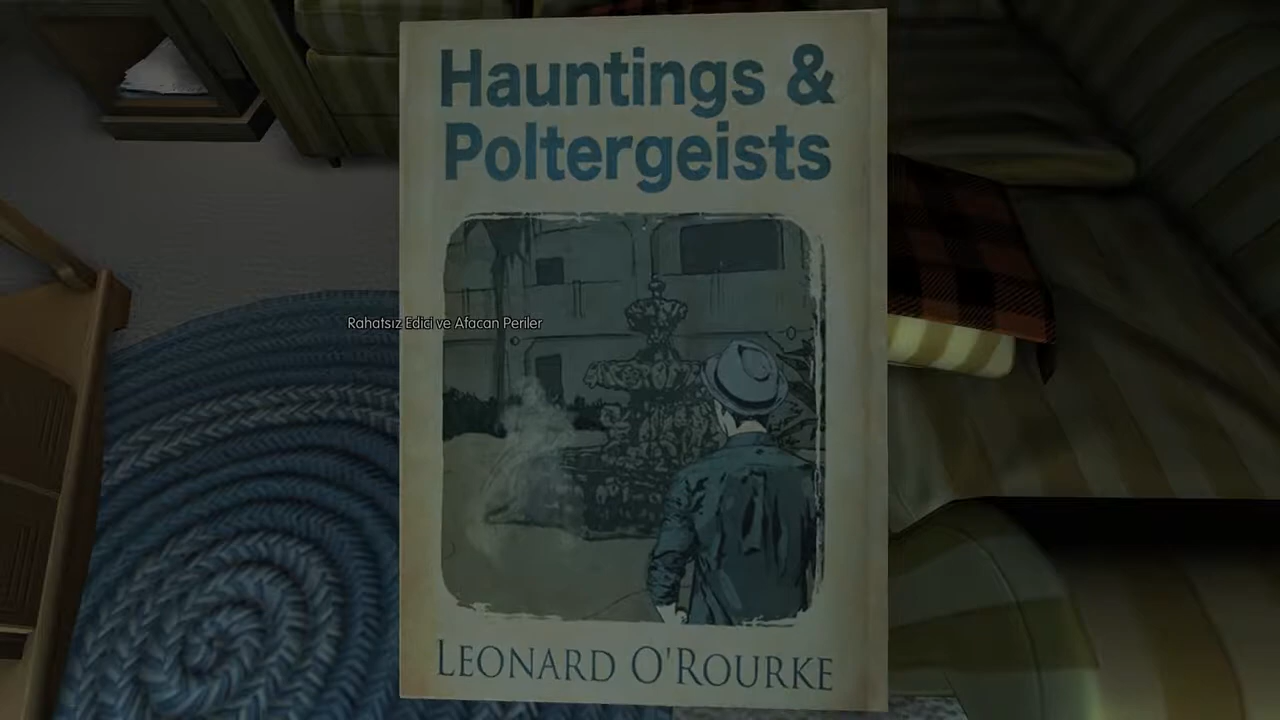 Hauntings &
Poltergeists
Rahatsız Edici ve Afacan Periler
LEONARD O'ROURKE